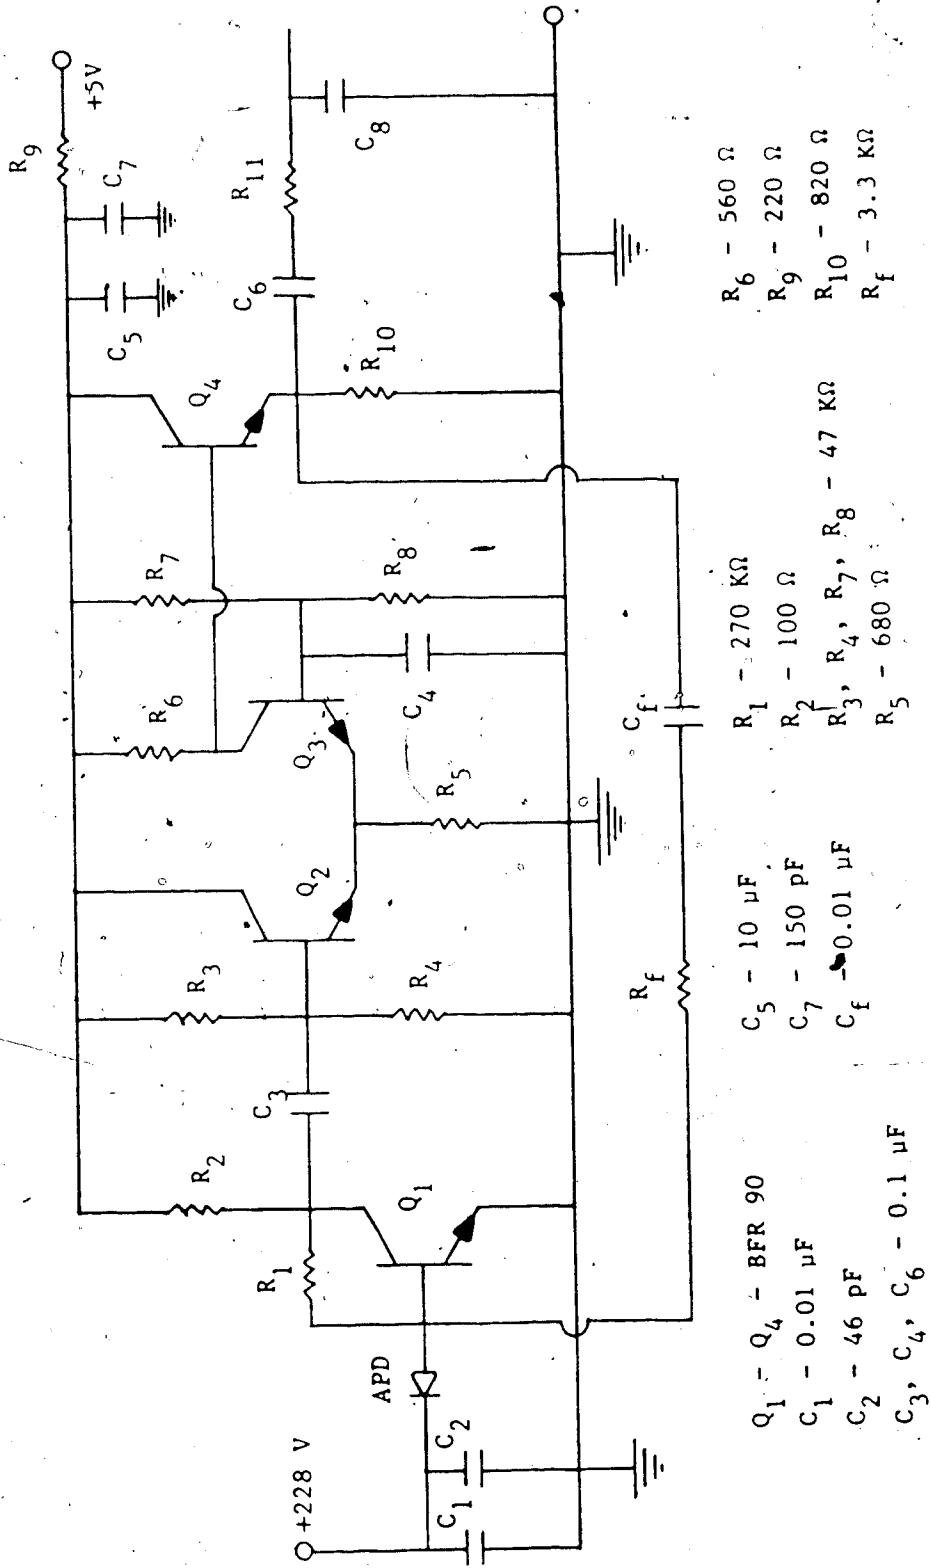 +228 V
C1
C2
APD
R1
R2
Q1
C3
R3
R4
Q2
Q3
R5
R6
C4
R7
R8
Q4
R10
C5
C7
C6
R11
R9
+5V
C8
Rf
Cf
Q1 - Q4 - BFR 90
C1 - 0.01 µF
C2 - 46 pF
C3, C4, C6 - 0.1 µF
C5 - 10 µF
C7 - 150 pF
Cf - 0.01 µF
R1 - 270 KΩ
R2 - 100 Ω
R3, R4, R7, R8 - 47 KΩ
R5 - 680 Ω
R6 - 560 Ω
R9 - 220 Ω
R10 - 820 Ω
Rf - 3.3 KΩ